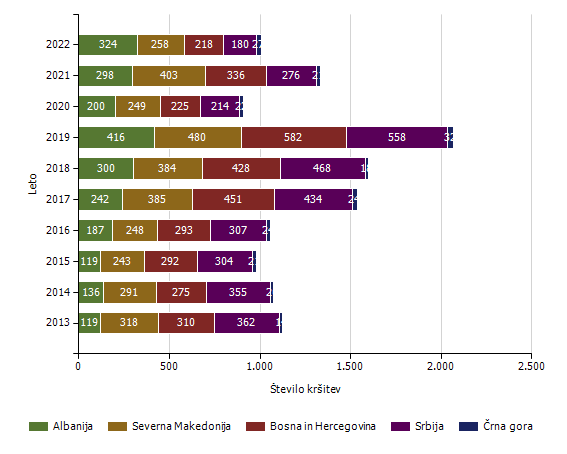 2022 324 258 218 180
2021 298 403 336 276
2020 200 249 225 214
2019 416 480 582 558 32
2018 300 384 428 468
2017 242 385 451 434 24
2016 187 248 293 307
2015 119 243 292 304
2014 136 291 275 355
2013 119 318 310 362
Leto
0 500 1.000 1.500 2.000 2.500
Število kršitev
Albanija Severna Makedonija Bosna in Hercegovina Srbija Črna gora